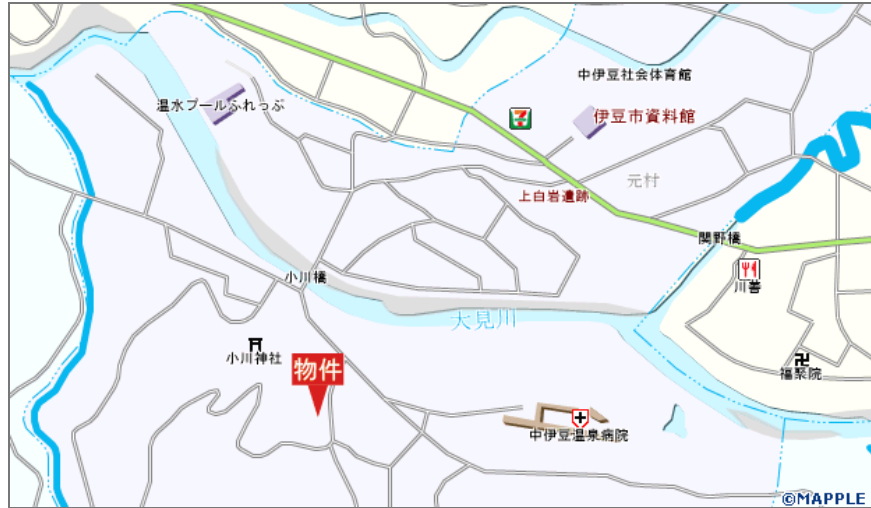 中伊豆社会体育館
温水プールふれっぷ
7
伊豆市資料館
元村
上白岩遺跡
関野橋
小川橋
川善
大見川
小川神社
物件
福聚院
中伊豆温泉病院
©MAPPLE